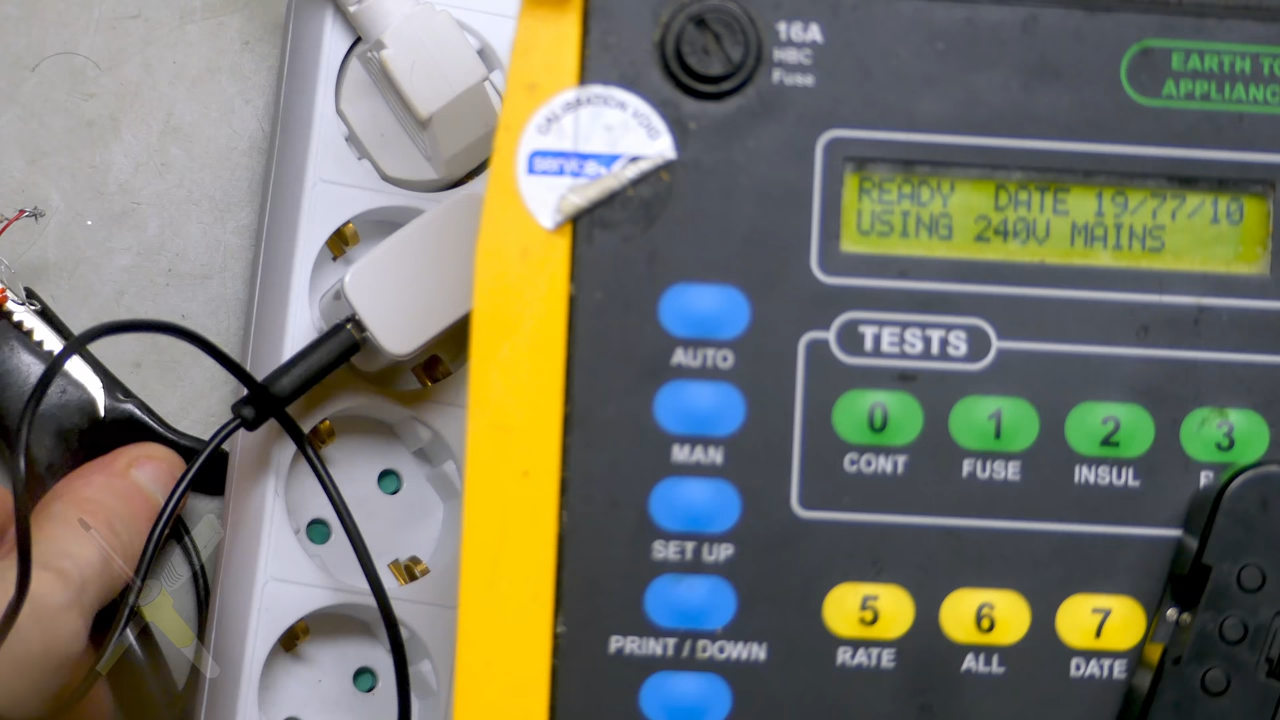 16A
HBC
Fuse
EARTH TO
APPLIANC
CALIBRATION VOID
READY DATE 19/77/10
USING 240V MAINS
AUTO
TESTS
0
1
2
3
MAN
CONT
FUSE
INSUL
SET UP
5
6
7
PRINT / DOWN
RATE
ALL
DATE